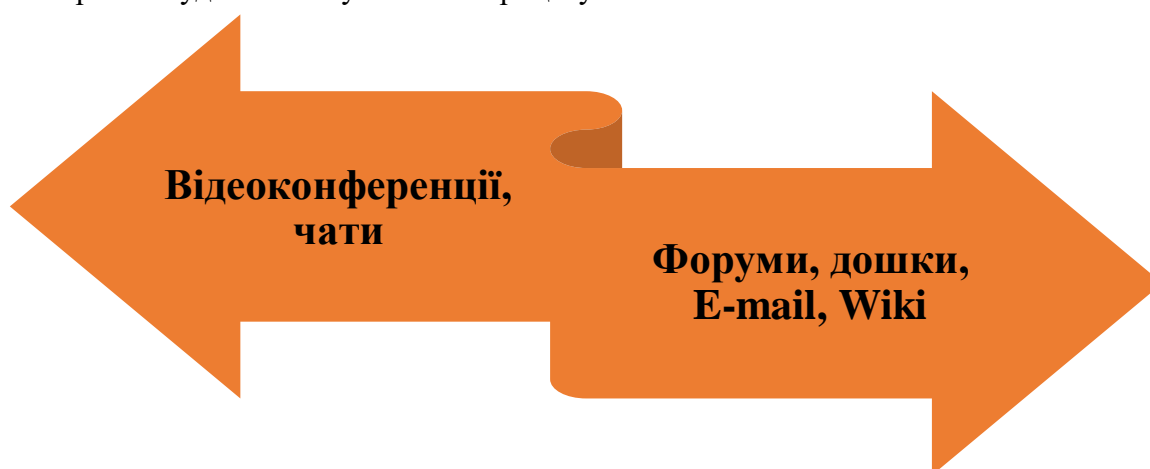 Відеоконференції,
чати
Форуми, дошки,
E-mail, Wiki